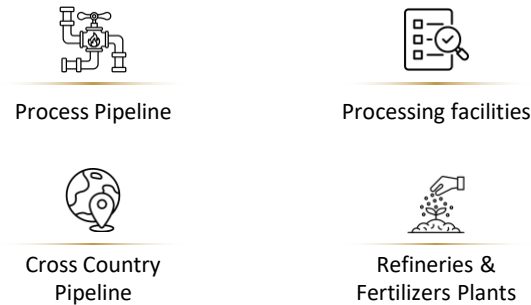 Process Pipeline
Processing facilities
Cross Country
Pipeline
Refineries &
Fertilizers Plants